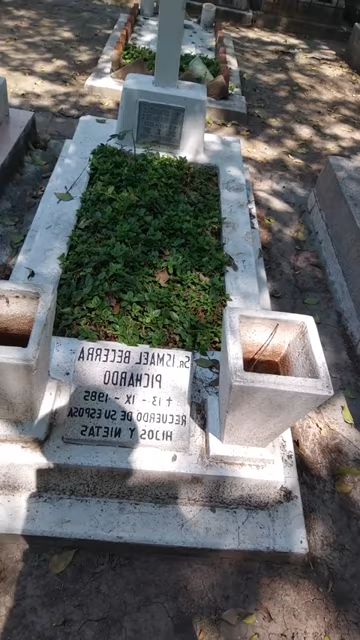 SR. ISMAEL BECERRA
PICHARDO
† 13 - IX - 1985
RECUERDO DE SU ESPOSA
HIJOS Y NIETAS